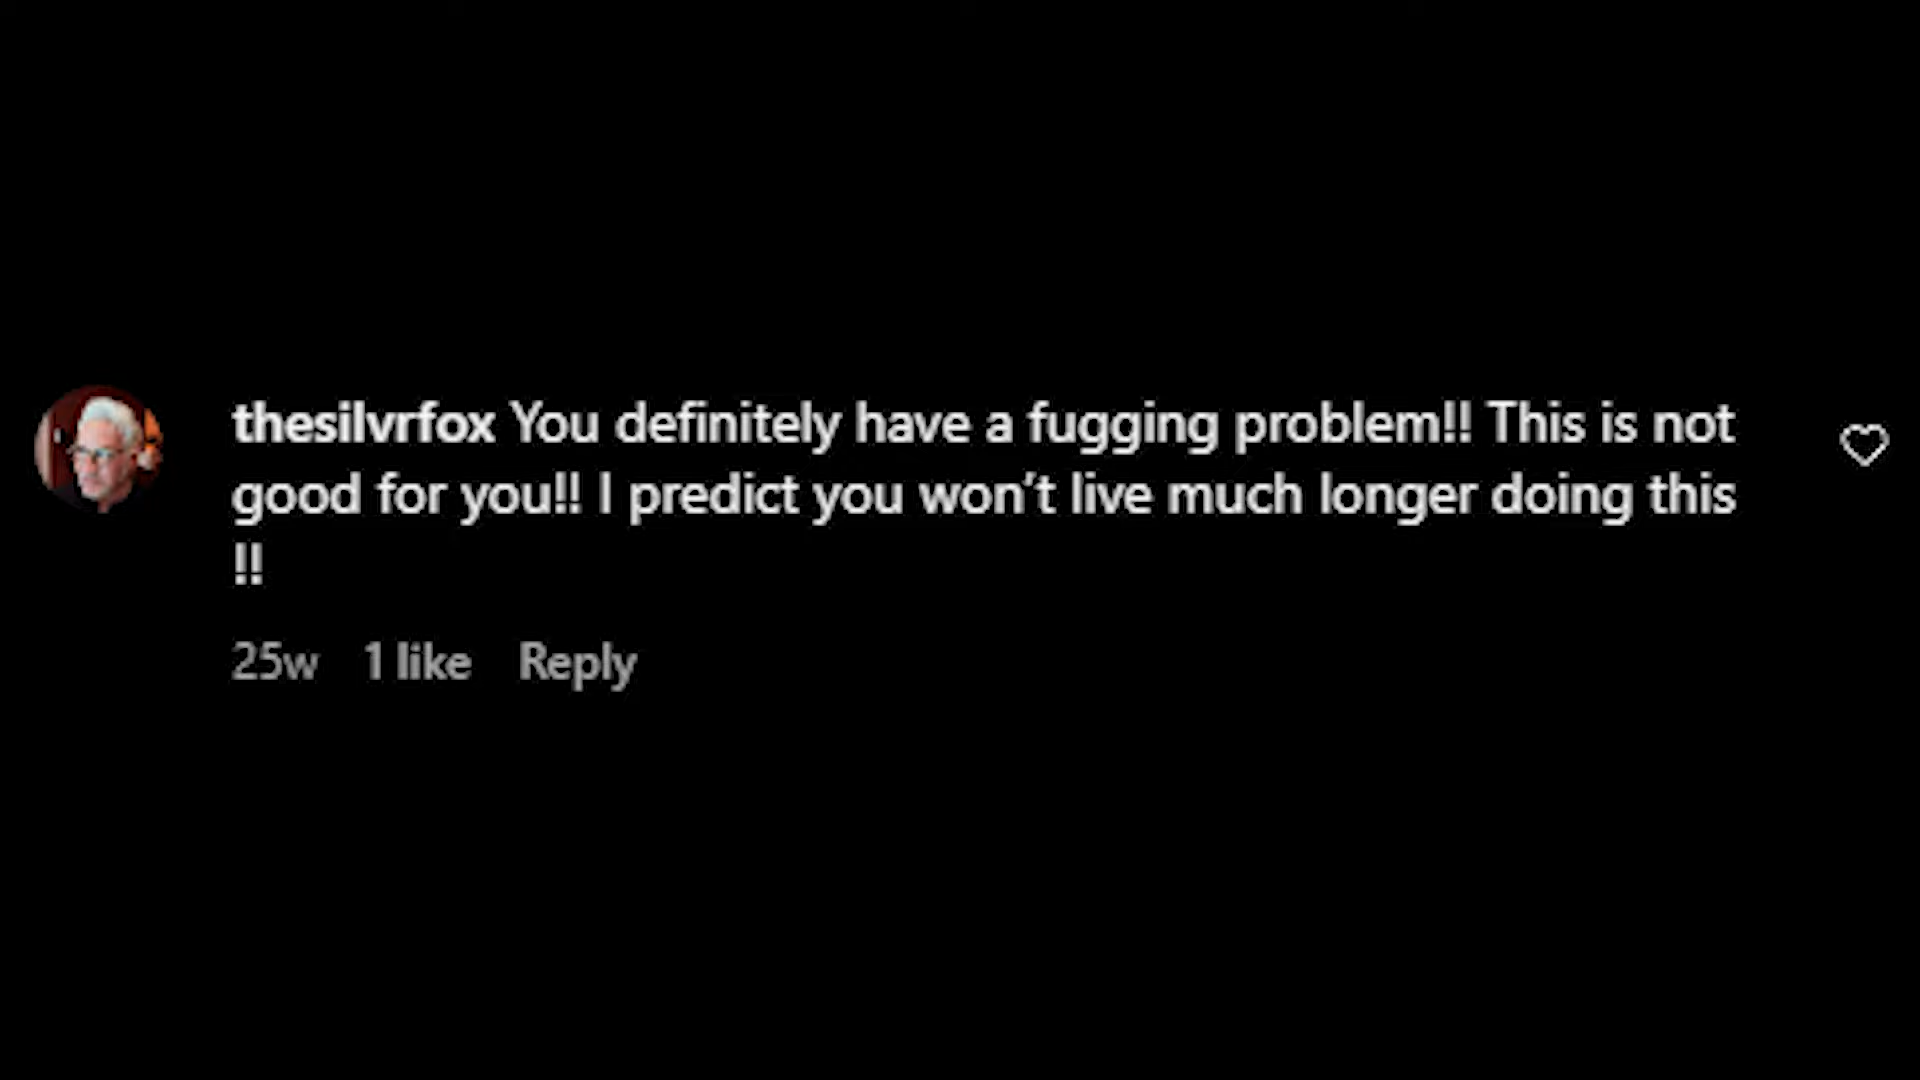 thesilvrfox You definitely have a fugging problem!! This is not
good for you!! I predict you won't live much longer doing this
!!
25w 1 like Reply